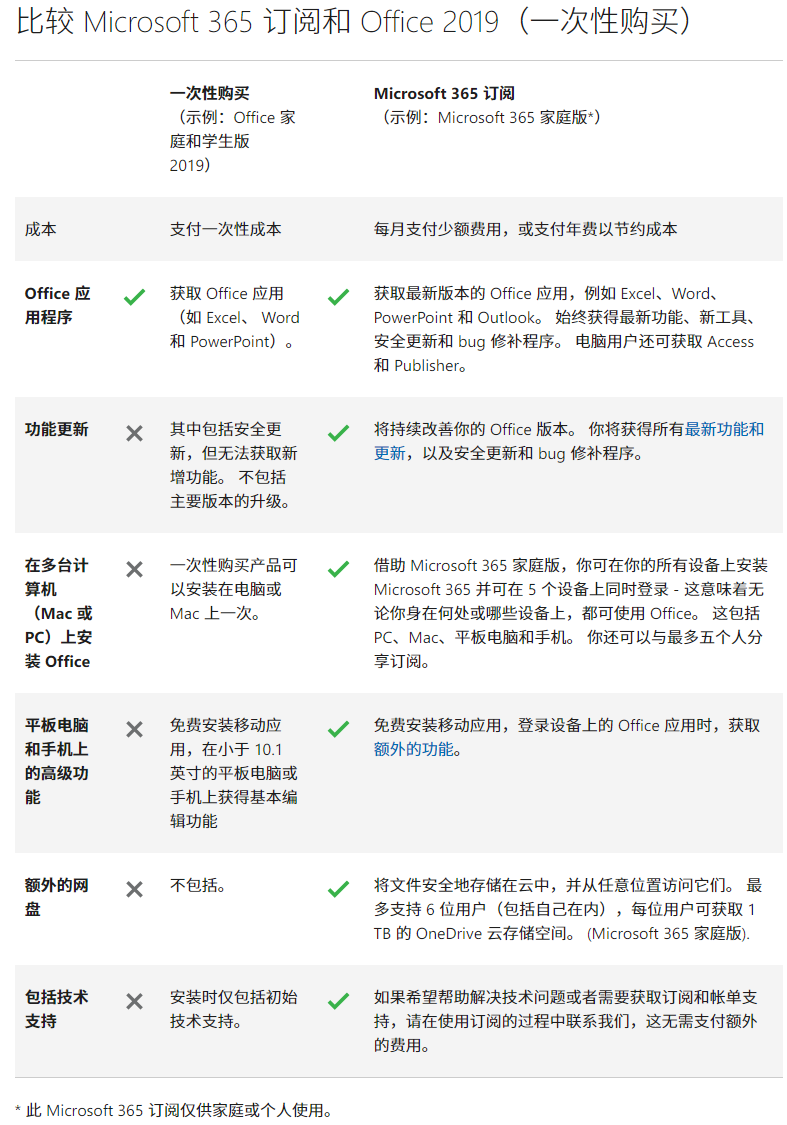 比较 Microsoft 365 订阅和 Office 2019（一次性购买）
一次性购买
（示例：Office 家
庭和学生版
2019）
Microsoft 365 订阅
（示例：Microsoft 365 家庭版*）
成本
支付一次性成本
每月支付少额费用，或支付年费以节约成本
Office 应
用程序
获取 Office 应用
（如 Excel、 Word
和 PowerPoint）。
获取最新版本的 Office 应用，例如 Excel、Word、
PowerPoint 和 Outlook。 始终获得最新功能、新工具、
安全更新和 bug 修补程序。 电脑用户还可获取 Access
和 Publisher。
功能更新
其中包括安全更
新，但无法获取新
增功能。 不包括
主要版本的升级。
将持续改善你的 Office 版本。 你将获得所有最新功能和
更新，以及安全更新和 bug 修补程序。
在多台计
算机
（Mac 或
PC）上安
装 Office
一次性购买产品可
以安装在电脑或
Mac 上一次。
借助 Microsoft 365 家庭版，你可在你的所有设备上安装
Microsoft 365 并可在 5 个设备上同时登录 - 这意味着无
论你身在何处或哪些设备上，都可使用 Office。 这包括
PC、Mac、平板电脑和手机。 你还可以与最多五个人分
享订阅。
平板电脑
和手机上
的高级功
能
免费安装移动应
用，在小于 10.1
英寸的平板电脑或
手机上获得基本编
辑功能
免费安装移动应用，登录设备上的 Office 应用时，获取
额外的功能。
额外的网
盘
不包括。
将文件安全地存储在云中，并从任意位置访问它们。 最
多支持 6 位用户（包括自己在内），每位用户可获取 1
TB 的 OneDrive 云存储空间。 (Microsoft 365 家庭版).
包括技术
支持
安装时仅包括初始
技术支持。
如果希望帮助解决技术问题或者需要获取订阅和帐单支
持，请在使用订阅的过程中联系我们，这无需支付额外
的费用。
* 此 Microsoft 365 订阅仅供家庭或个人使用。